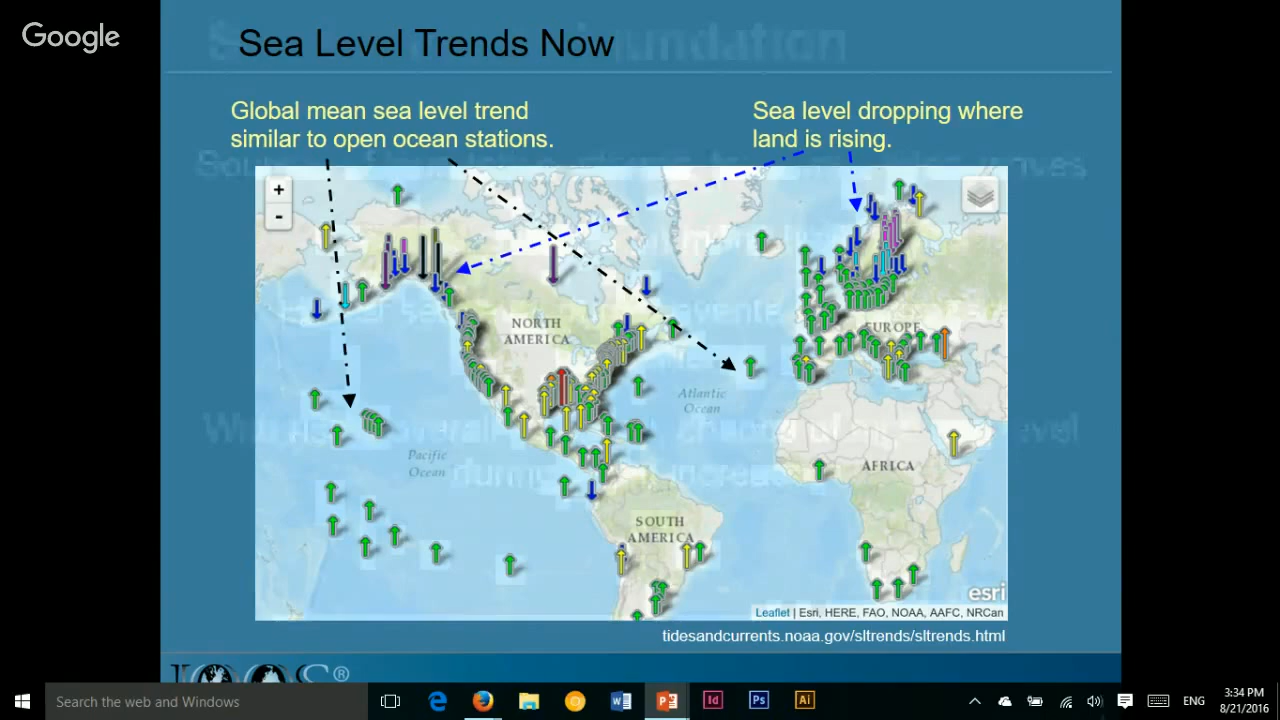 Google
Sea Level Trends Now
Global mean sea level trend
similar to open ocean stations.
Sea level dropping where
land is rising.
+
-
NORTH
AMERICA
EUROPE
Atlantic
Ocean
Pacific
Ocean
AFRICA
SOUTH
AMERICA
esri
Leaflet | Esri, HERE, FAO, NOAA, AAFC, NRCan
tidesandcurrents.noaa.gov/sltrends/sltrends.html
IOOS®
Search the web and Windows
ENG
3:34 PM
8/21/2016